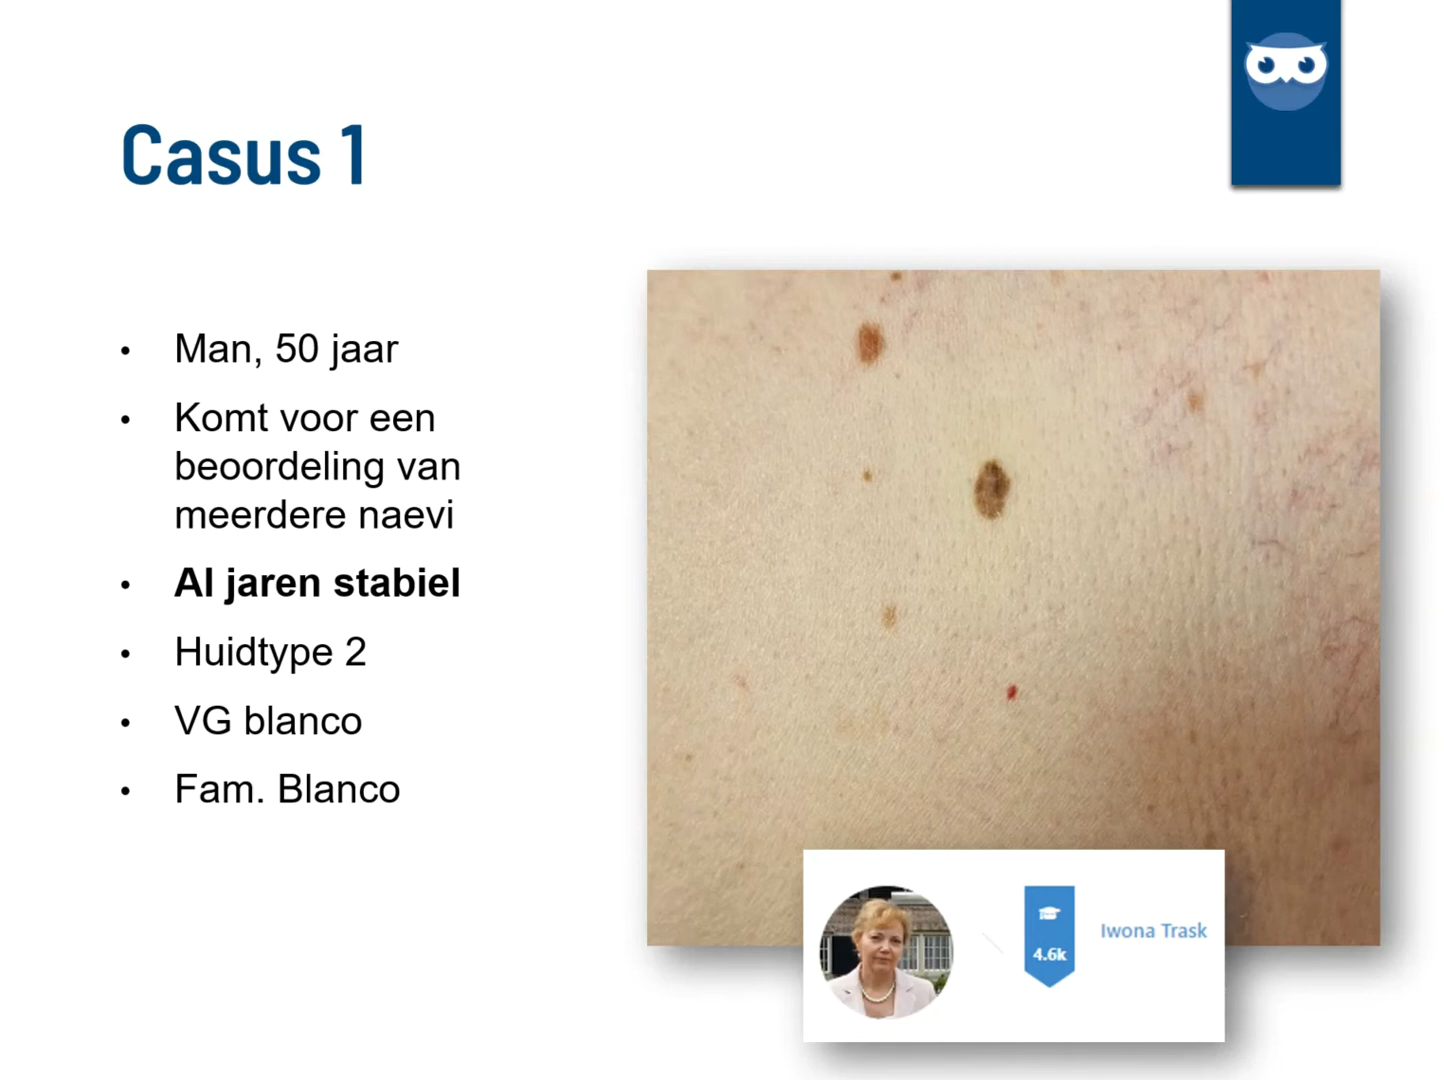 Casus 1
• Man, 50 jaar
• Komt voor een
beoordeling van
meerdere naevi
• Al jaren stabiel
• Huidtype 2
• VG blanco
• Fam. Blanco
4.6k
Iwona Trask